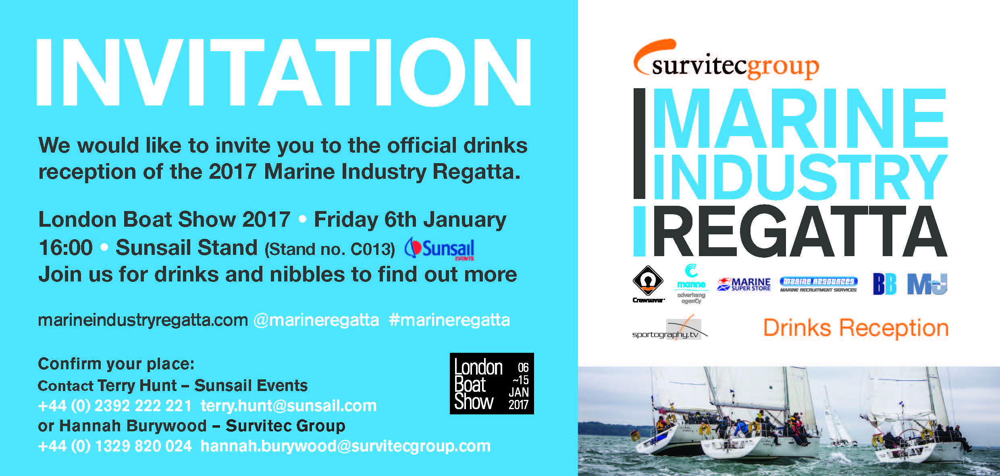 INVITATION
We would like to invite you to the official drinks
reception of the 2017 Marine Industry Regatta.
London Boat Show 2017 • Friday 6th January
16:00 • Sunsail Stand (Stand no. C013) Sunsail
EVENTS
Join us for drinks and nibbles to find out more
marineindustryregatta.com @marineregatta #marineregatta
Confirm your place:
Contact Terry Hunt – Sunsail Events
+44 (0) 2392 222 221 terry.hunt@sunsail.com
or Hannah Burywood – Survitec Group
+44 (0) 1329 820 024 hannah.burywood@survitecgroup.com
London
Boat
Show
06
~15
JAN
2017
survitecgroup
MARINE
INDUSTRY
REGATTA
Crewsaver
marine
advertising
agenCy
MARINE
SUPER STORE
MARINE RESOURCES
MARINE RECRUITMENT SERVICES
BB
MJ
sportography.tv
Drinks Reception
FIRST
FIRST
FIRST